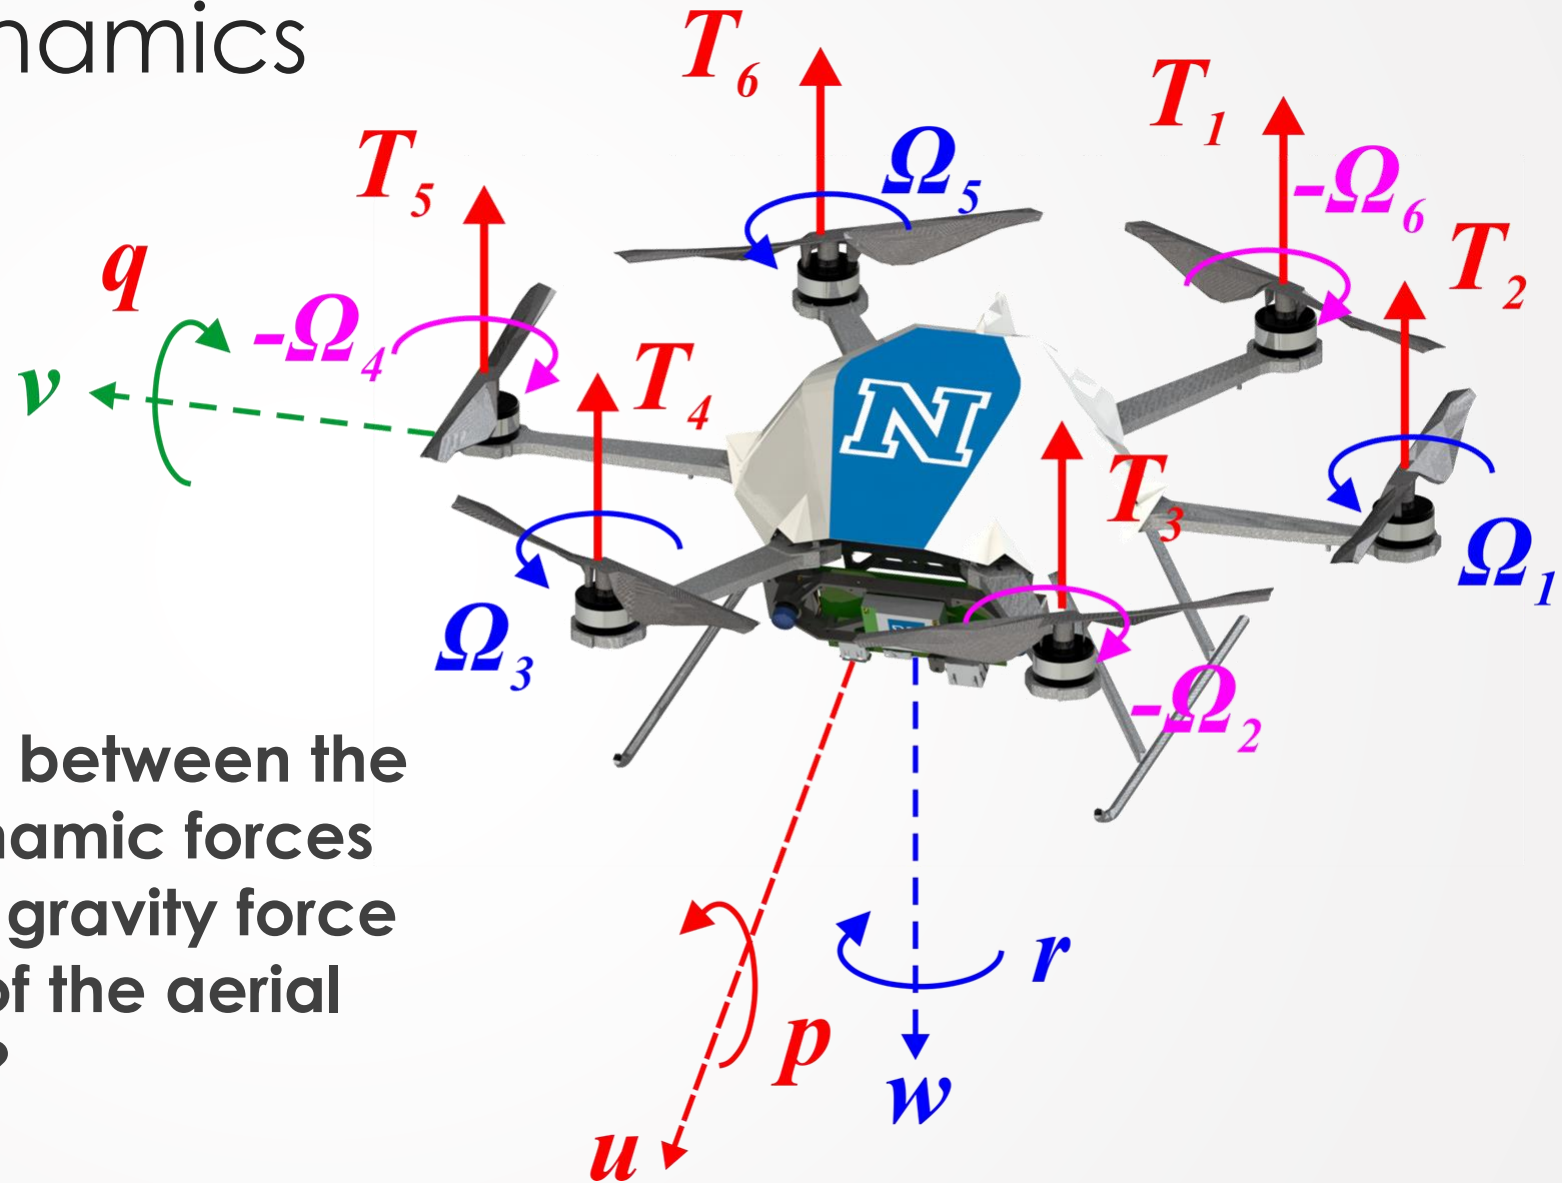 namics
T6
T1
Ω5
T5
-Ω6
T2
q
-Ω4
v
T4
N
T3
Ω1
Ω3
-Ω2
between the
namic forces
gravity force
of the aerial
?
r
p
w
u